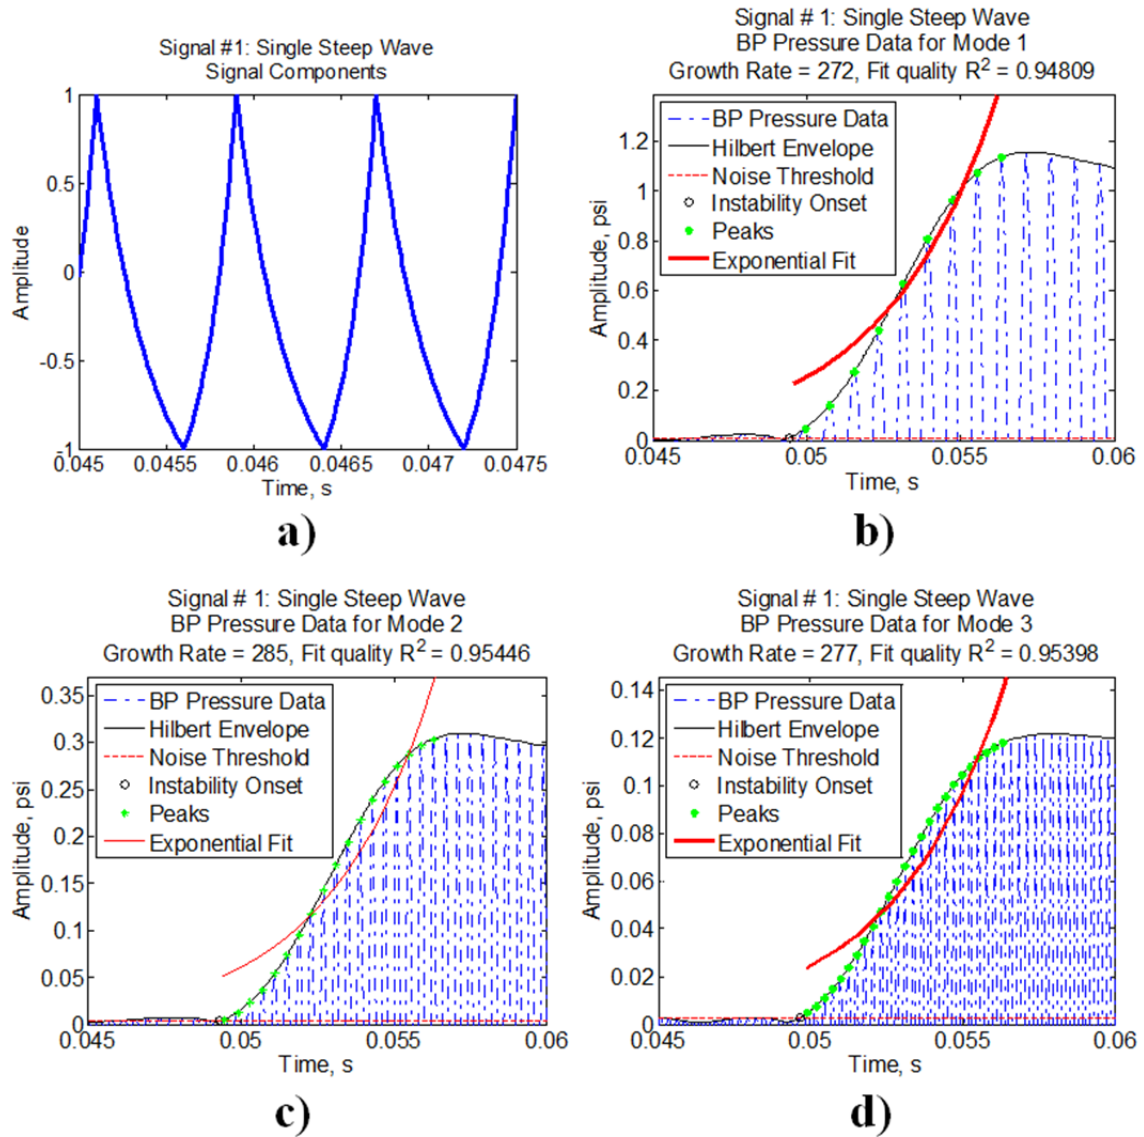 Signal #1: Single Steep Wave
Signal Components
1
0.5
0
-0.5
-1
0.045
0.0455
0.046
0.0465
0.047
0.0475
Amplitude
Time, s
a)
Signal # 1: Single Steep Wave
BP Pressure Data for Mode 1
Growth Rate = 272, Fit quality R² = 0.94809
BP Pressure Data
Hilbert Envelope
Noise Threshold
Instability Onset
Peaks
Exponential Fit
1.2
1
0.8
0.6
0.4
0.2
0
0.045
0.05
0.055
0.06
Amplitude, psi
Time, s
b)
Signal # 1: Single Steep Wave
BP Pressure Data for Mode 2
Growth Rate = 285, Fit quality R² = 0.95446
BP Pressure Data
Hilbert Envelope
Noise Threshold
Instability Onset
Peaks
Exponential Fit
0.35
0.3
0.25
0.2
0.15
0.1
0.05
0
0.045
0.05
0.055
0.06
Amplitude, psi
Time, s
c)
Signal # 1: Single Steep Wave
BP Pressure Data for Mode 3
Growth Rate = 277, Fit quality R² = 0.95398
BP Pressure Data
Hilbert Envelope
Noise Threshold
Instability Onset
Peaks
Exponential Fit
0.14
0.12
0.1
0.08
0.06
0.04
0.02
0
0.045
0.05
0.055
0.06
Amplitude, psi
Time, s
d)